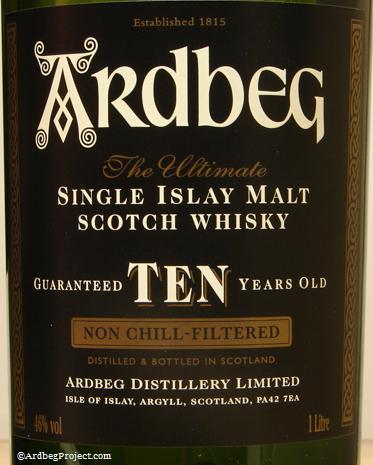 Established 1815
ARDBEG
The Ultimate
SINGLE ISLAY MALT
SCOTCH WHISKY
GUARANTEED TEN YEARS OLD
NON CHILL-FILTERED
DISTILLED & BOTTLED IN SCOTLAND
ARDBEG DISTILLERY LIMITED
ISLE OF ISLAY, ARGYLL, SCOTLAND, PA42 7EA
46% vol 1 Litre
©ArdbegProject.com